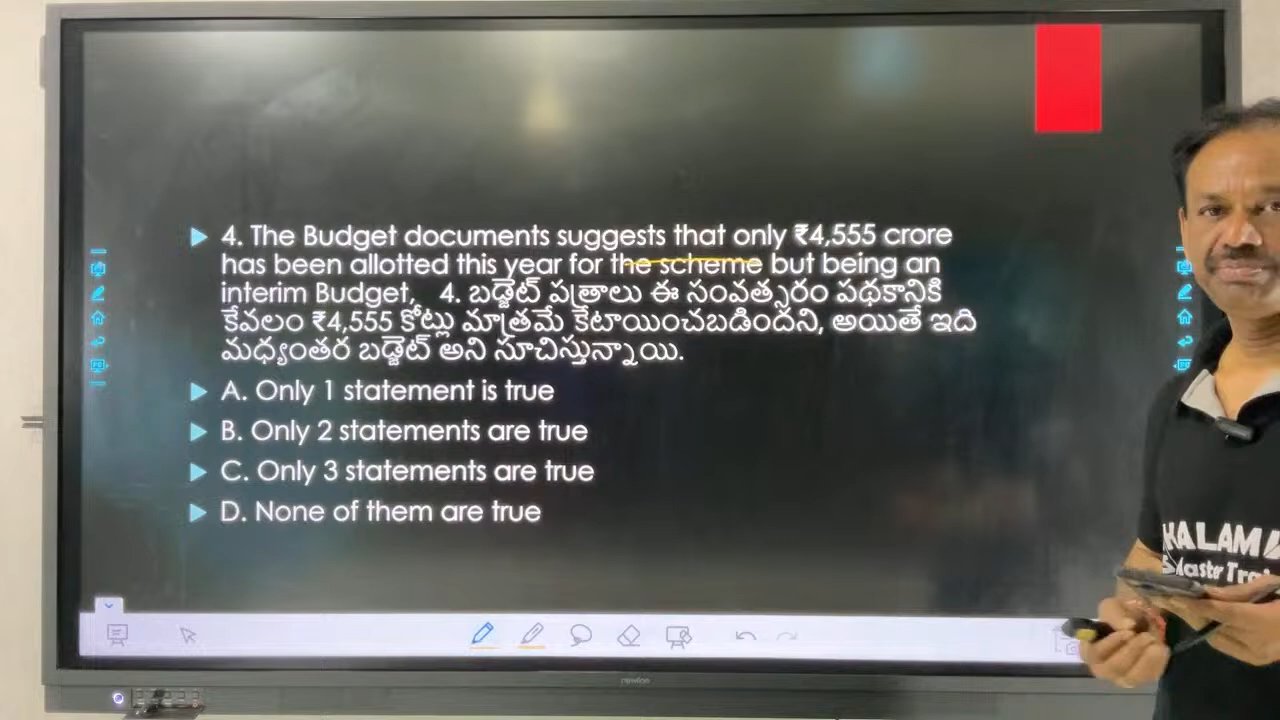 4. The Budget documents suggests that only ₹4,555 crore
has been allotted this year for the scheme but being an
interim Budget, 4. బడ్జెట్ పత్రాలు ఈ సంవత్సరం పథకానికి
కేవలం ₹4,555 కోట్లు మాత్రమే కేటాయించబడిందని, అయితే ఇది
మధ్యంతర బడ్జెట్ అని సూచిస్తున్నాయి.
A. Only 1 statement is true
B. Only 2 statements are true
C. Only 3 statements are true
D. None of them are true